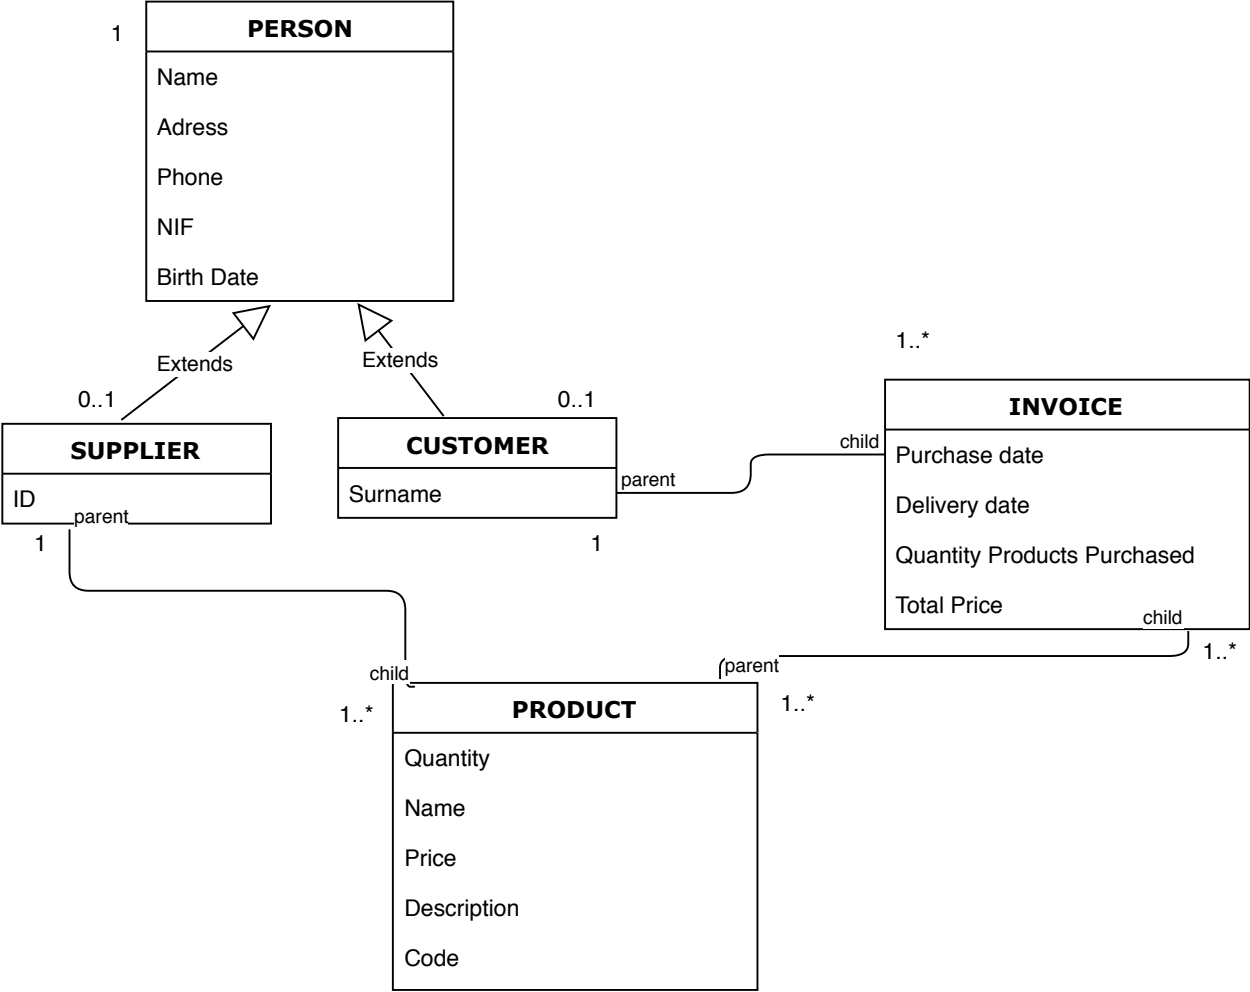 1
PERSON
Name
Adress
Phone
NIF
Birth Date
Extends
Extends
0..1
0..1
SUPPLIER
ID
parent
1
CUSTOMER
Surname
parent
1
1..*
INVOICE
child
Purchase date
Delivery date
Quantity Products Purchased
Total Price
child
1..*
parent
1..*
child
1..*
PRODUCT
Quantity
Name
Price
Description
Code